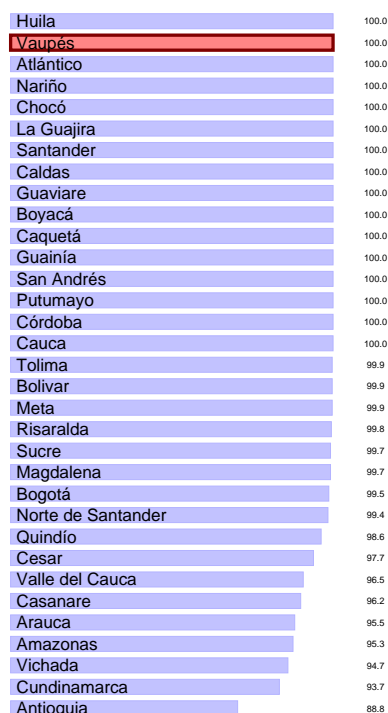 Huila 100.0
Vaupés 100.0
Atlántico 100.0
Nariño 100.0
Chocó 100.0
La Guajira 100.0
Santander 100.0
Caldas 100.0
Guaviare 100.0
Boyacá 100.0
Caquetá 100.0
Guainía 100.0
San Andrés 100.0
Putumayo 100.0
Córdoba 100.0
Cauca 100.0
Tolima 99.9
Bolivar 99.9
Meta 99.9
Risaralda 99.8
Sucre 99.7
Magdalena 99.7
Bogotá 99.5
Norte de Santander 99.4
Quindío 98.6
Cesar 97.7
Valle del Cauca 96.5
Casanare 96.2
Arauca 95.5
Amazonas 95.3
Vichada 94.7
Cundinamarca 93.7
Antioquia 88.8